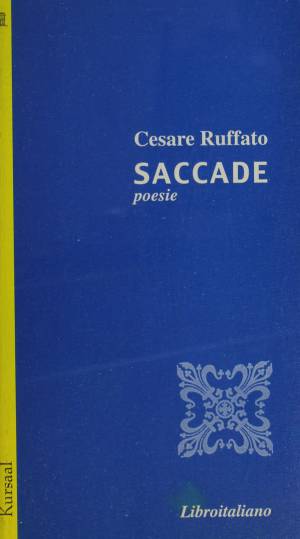 Cesare Ruffato
SACCADE
poesie
Libroitaliano
Kursaal